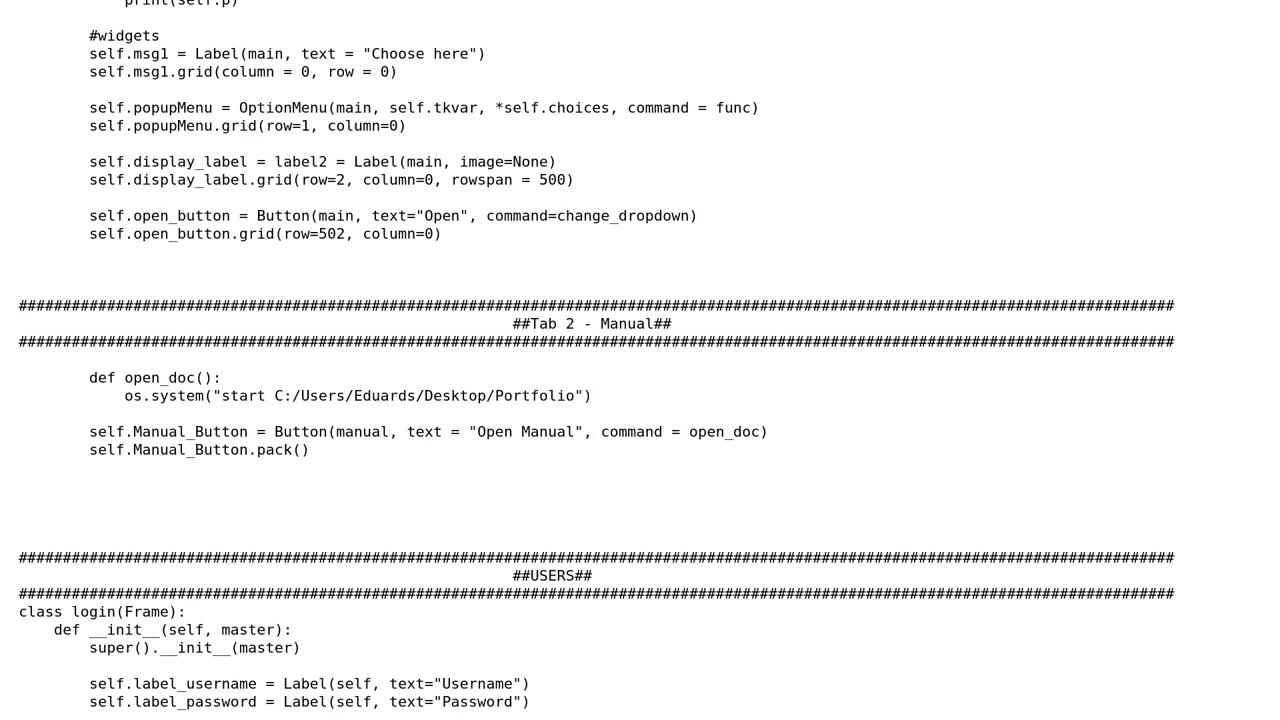 print(self.p)
#widgets
self.msg1 = Label(main, text = "Choose here")
self.msg1.grid(column = 0, row = 0)
self.popupMenu = OptionMenu(main, self.tkvar, *self.choices, command = func)
self.popupMenu.grid(row=1, column=0)
self.display_label = label2 = Label(main, image=None)
self.display_label.grid(row=2, column=0, rowspan = 500)
self.open_button = Button(main, text="Open", command=change_dropdown)
self.open_button.grid(row=502, column=0)
###################################################################################################################################
##Tab 2 - Manual##
###################################################################################################################################
def open_doc():
os.system("start C:/Users/Eduards/Desktop/Portfolio")
self.Manual_Button = Button(manual, text = "Open Manual", command = open_doc)
self.Manual_Button.pack()
###################################################################################################################################
##USERS##
###################################################################################################################################
class login(Frame):
def __init__(self, master):
super().__init__(master)
self.label_username = Label(self, text="Username")
self.label_password = Label(self, text="Password")